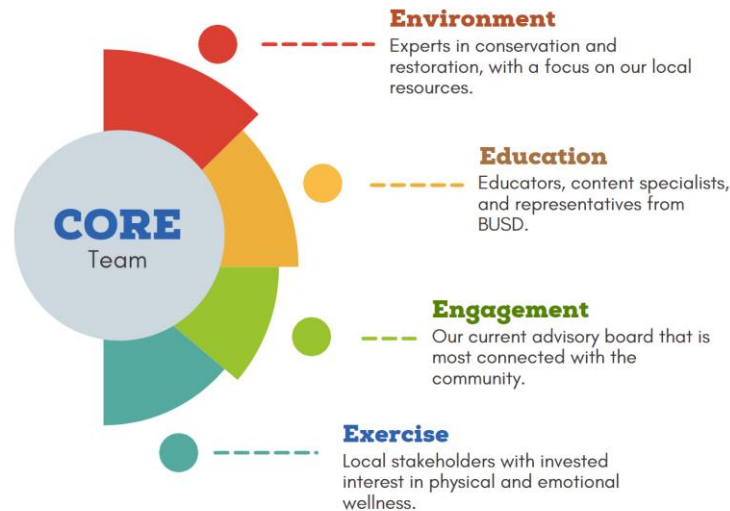 Environment
Experts in conservation and
restoration, with a focus on our local
resources.
Education
Educators, content specialists,
and representatives from
BUSD.
CORE
Team
Engagement
Our current advisory board that is
most connected with the
community.
Exercise
Local stakeholders with invested
interest in physical and emotional
wellness.